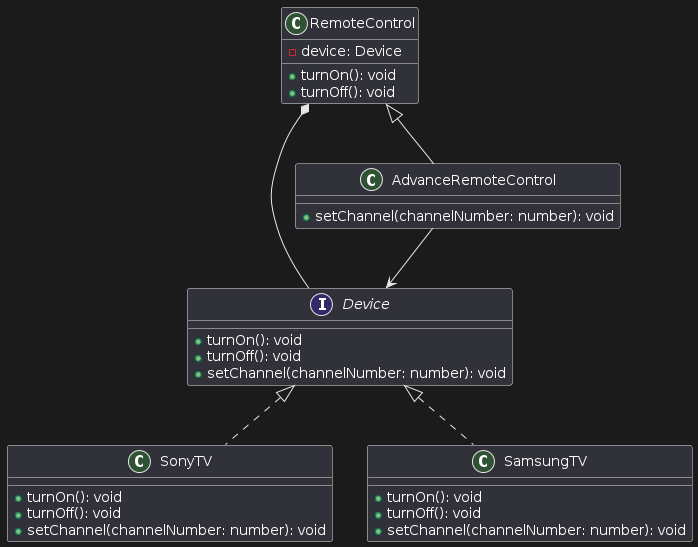 C RemoteControl
device: Device
turnOn(): void
turnOff(): void
C AdvanceRemoteControl
setChannel(channelNumber: number): void
I Device
turnOn(): void
turnOff(): void
setChannel(channelNumber: number): void
C SonyTV
turnOn(): void
turnOff(): void
setChannel(channelNumber: number): void
C SamsungTV
turnOn(): void
turnOff(): void
setChannel(channelNumber: number): void